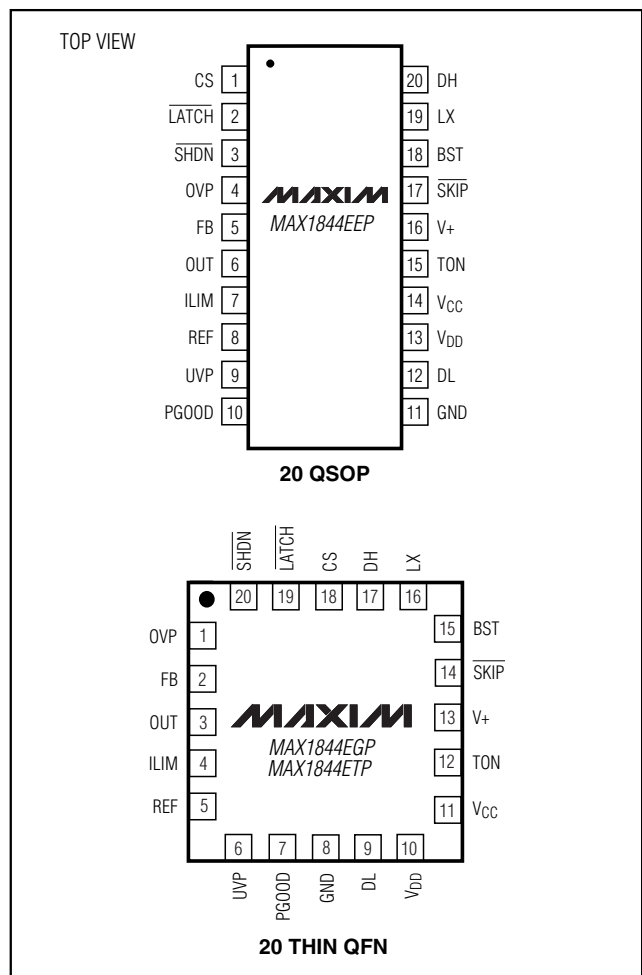 TOP VIEW
CS 1 20 DH
LATCH 2 19 LX
SHDN 3 18 BST
OVP 4 MAXIM 17 SKIP
FB 5 MAX1844EEP 16 V+
OUT 6 15 TON
ILIM 7 14 VCC
REF 8 13 VDD
UVP 9 12 DL
PGOOD 10 11 GND
20 QSOP
SHDN LATCH CS DH LX
20 19 18 17 16
OVP 1 15 BST
FB 2 14 SKIP
OUT 3 MAXIM 13 V+
MAX1844EGP
ILIM 4 MAX1844ETP 12 TON
REF 5 11 VCC
6 7 8 9 10
UVP PGOOD GND DL VDD
20 THIN QFN